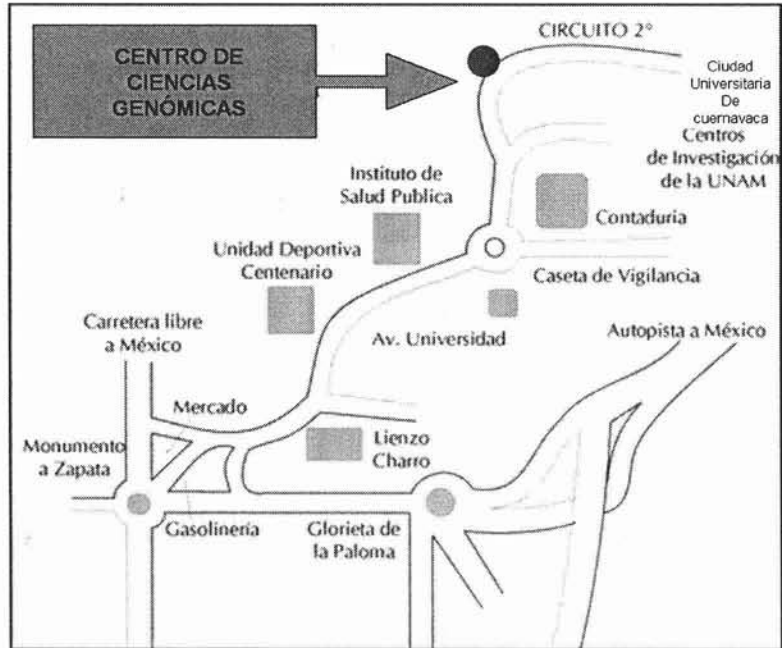 CENTRO DE
CIENCIAS
GENÓMICAS
CIRCUITO 2°
Ciudad
Universitaria
De
cuernavaca
Centros
de Investigación
de la UNAM
Instituto de
Salud Publica
Contaduria
Unidad Deportiva
Centenario
Caseta de Vigilancia
Carretera libre
a México
Av. Universidad
Autopista a México
Mercado
Monumento
a Zapata
Lienzo
Charro
Gasolinería
Glorieta de
la Paloma